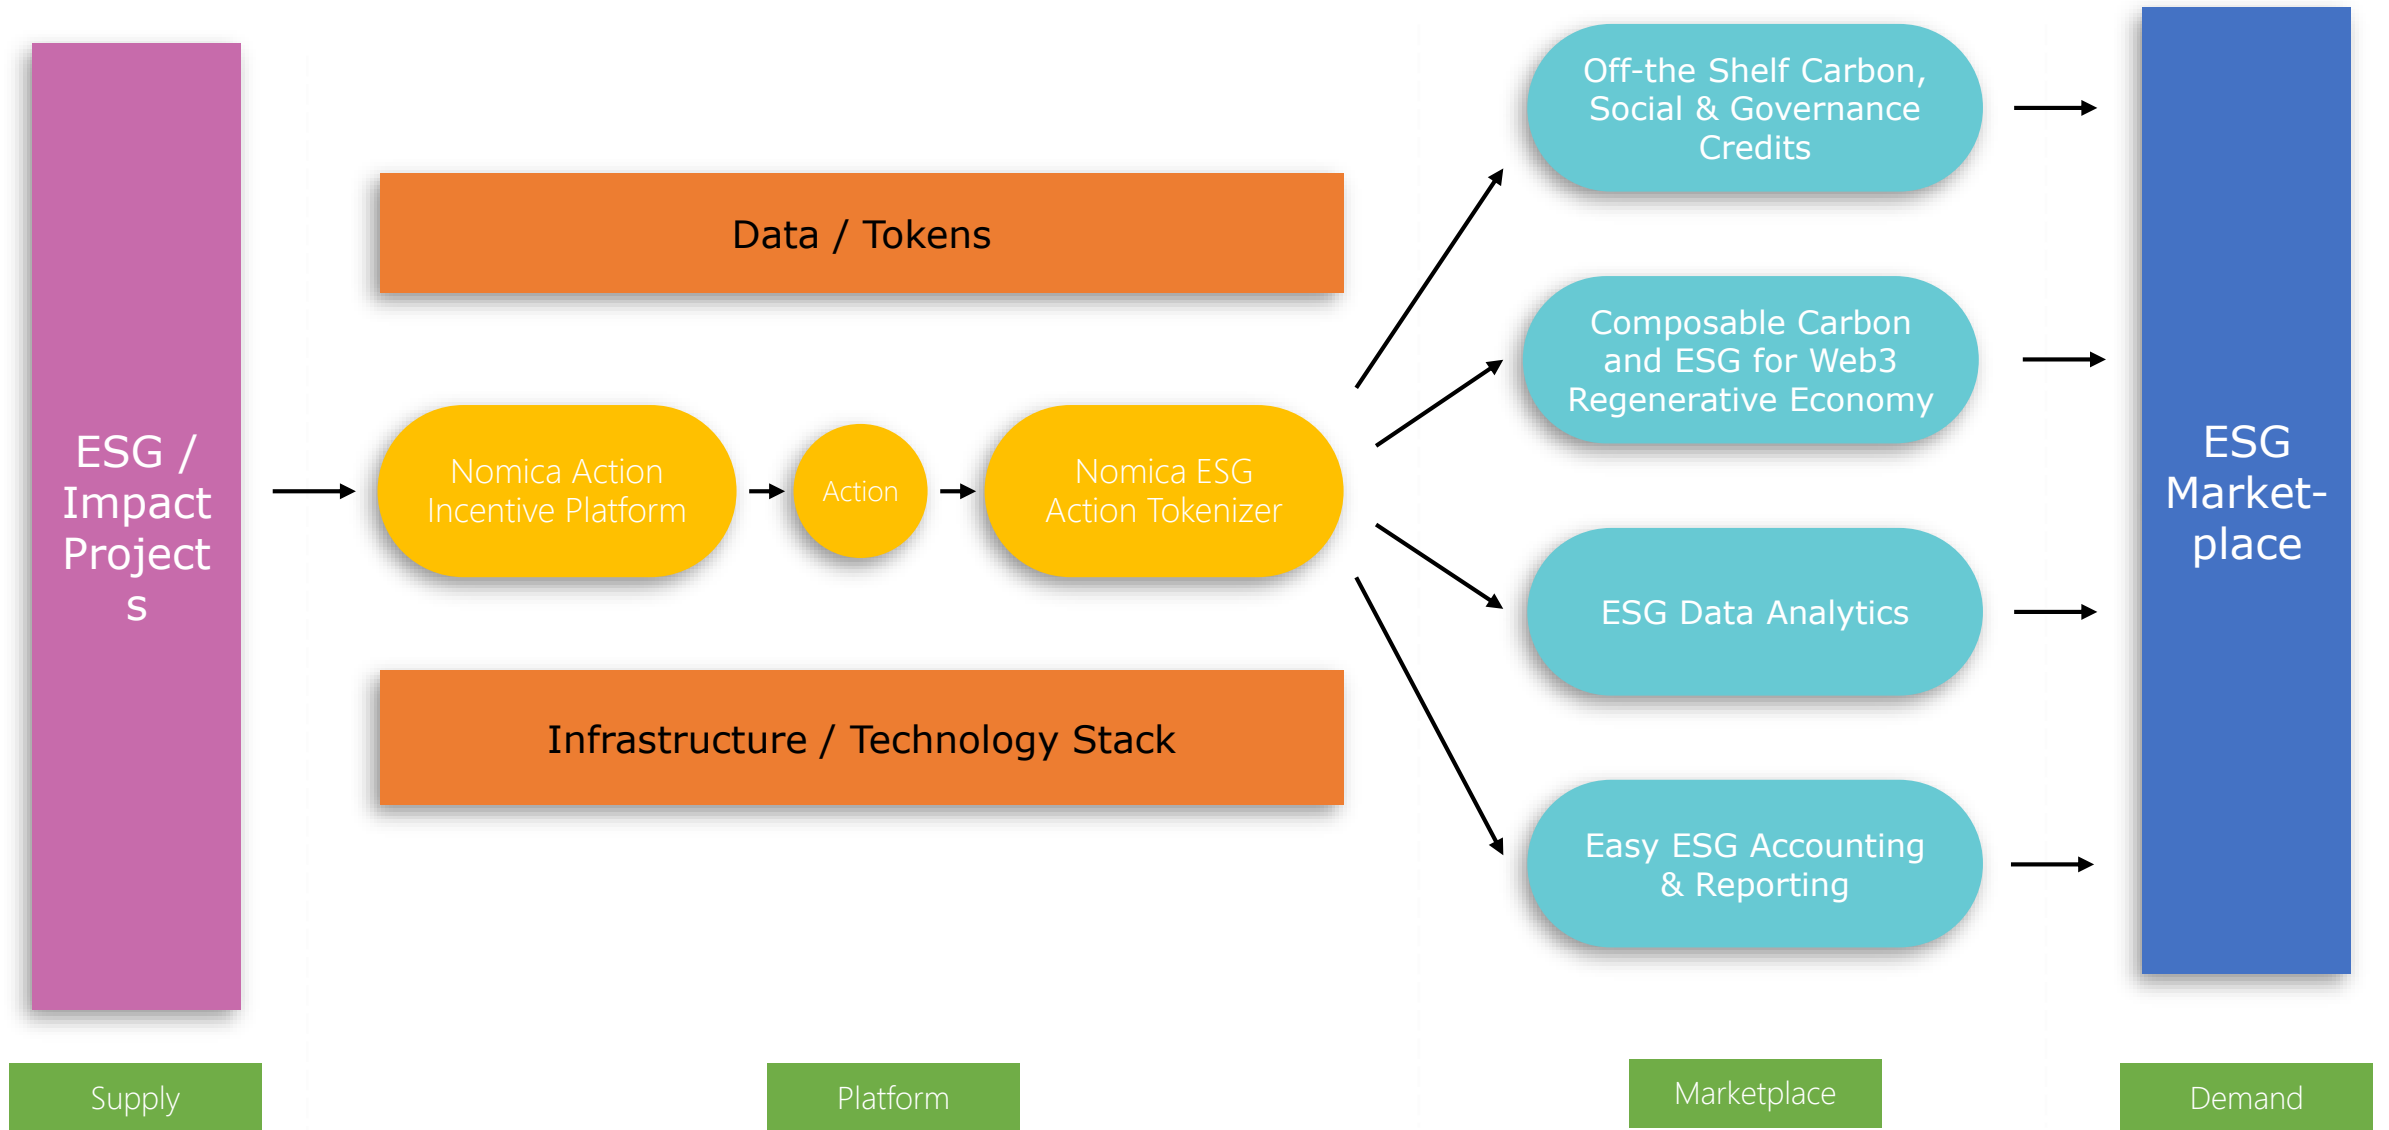 ESG /
Impact
Project
s
Data / Tokens
Nomica Action
Incentive Platform
Action
Nomica ESG
Action Tokenizer
Infrastructure / Technology Stack
Off-the Shelf Carbon,
Social & Governance
Credits
Composable Carbon
and ESG for Web3
Regenerative Economy
ESG Data Analytics
Easy ESG Accounting
& Reporting
ESG
Market-
place
Supply
Platform
Marketplace
Demand